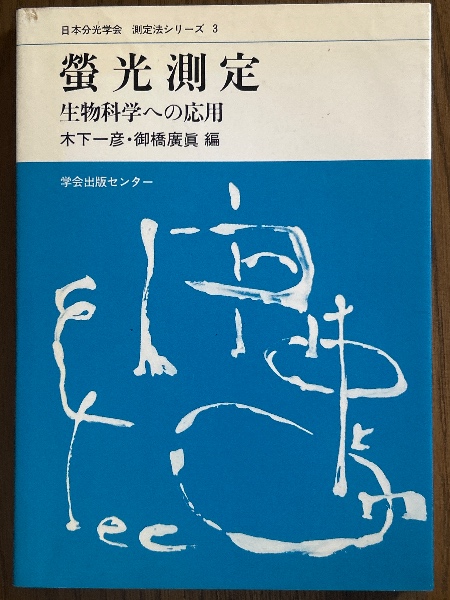 日本分光学会 測定法シリーズ 3
螢光測定
生物科学への応用
木下一彦・御橋廣眞 編
学会出版センター